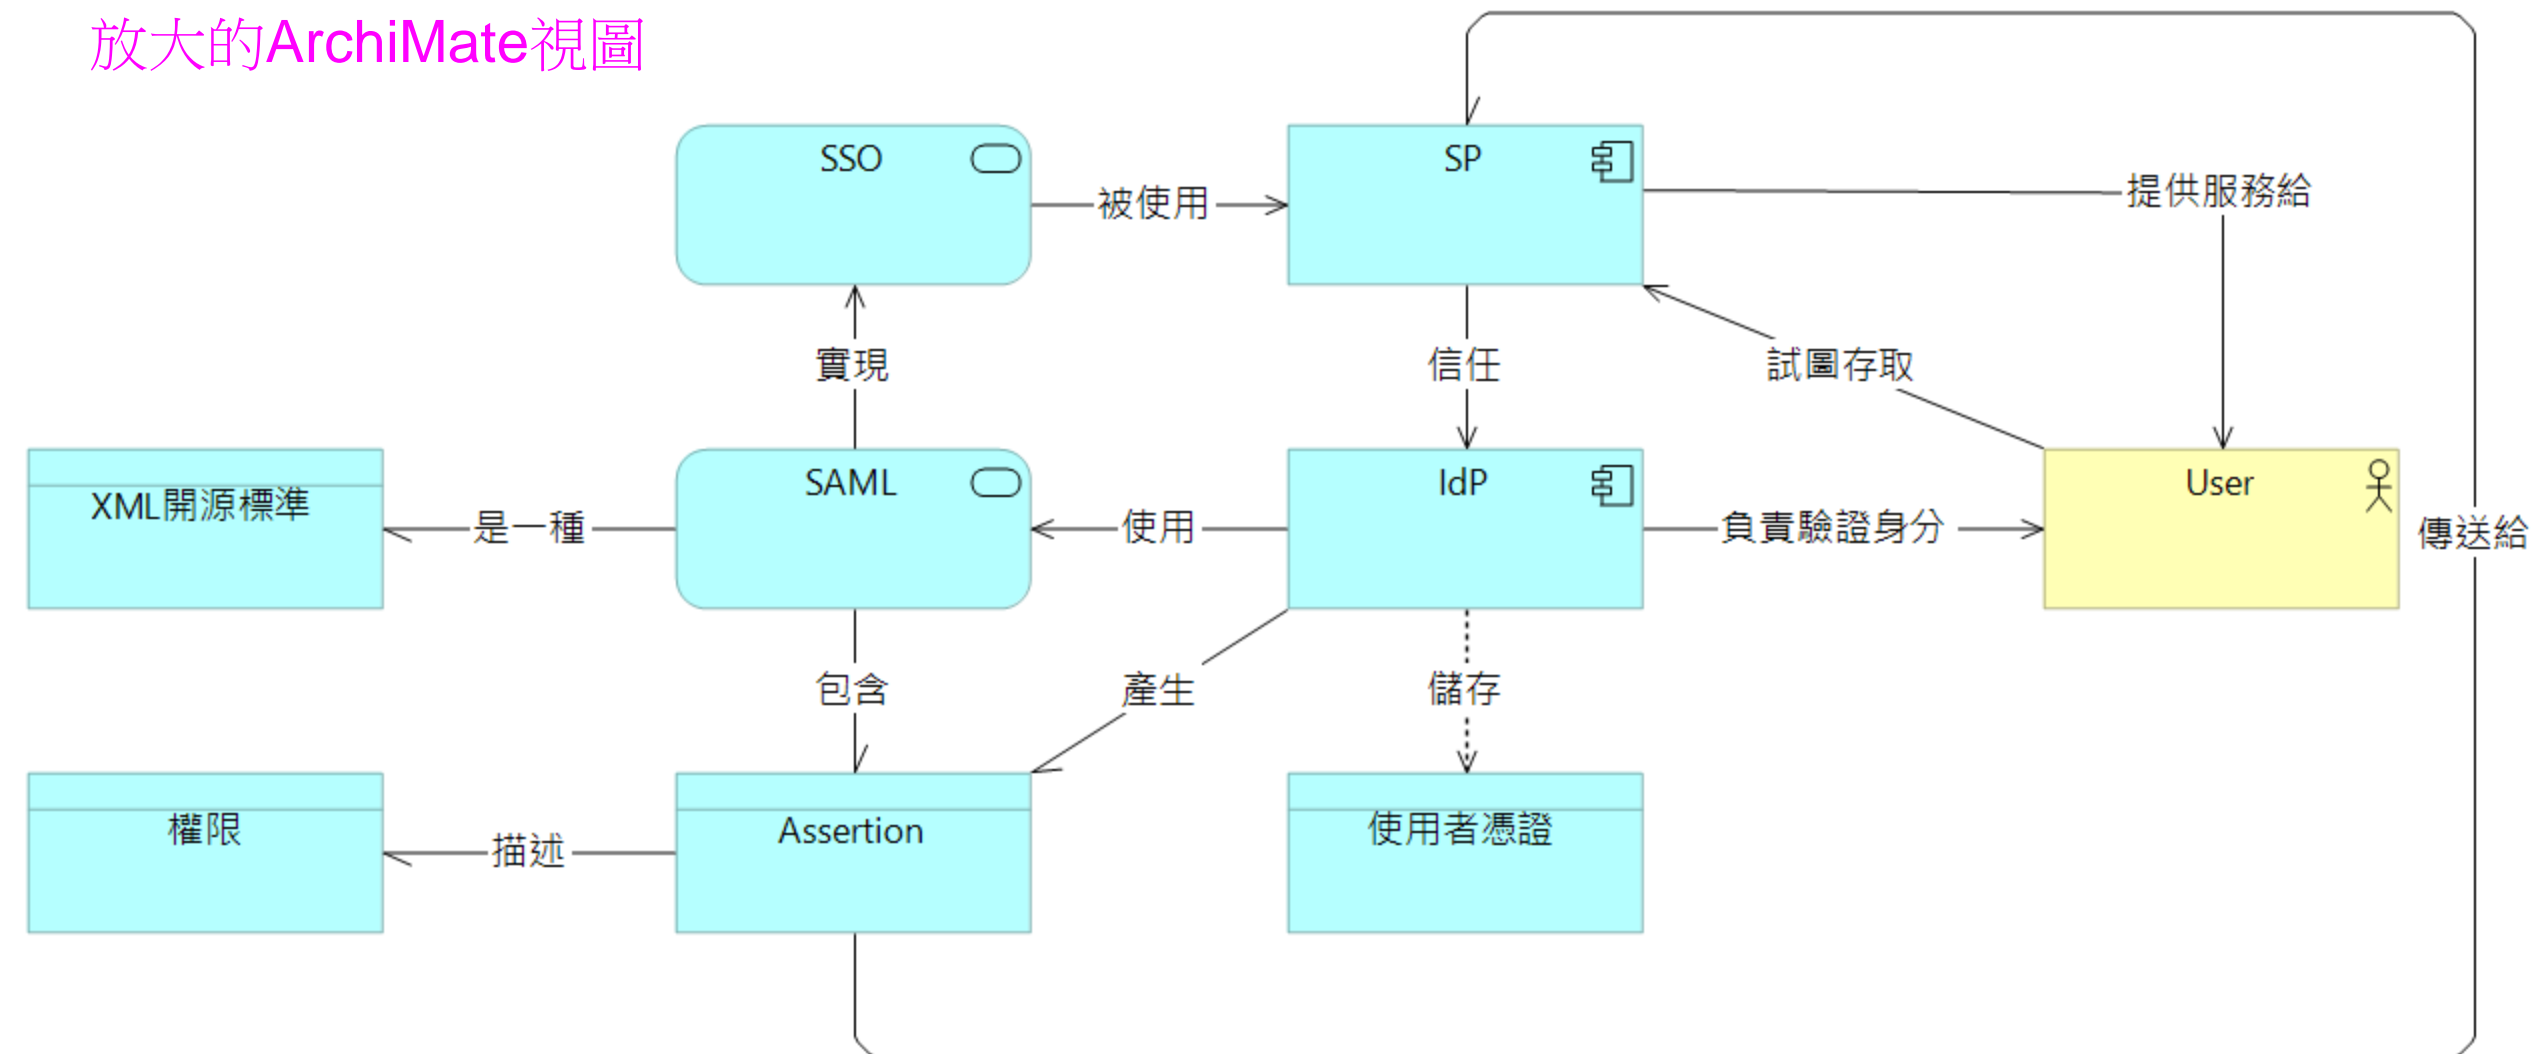 放大的ArchiMate視圖
SSO
被使用
SP
提供服務給
實現
信任
試圖存取
XML開源標準
是一種
SAML
使用
IdP
負責驗證身分
User
傳送給
包含
產生
儲存
權限
描述
Assertion
使用者憑證